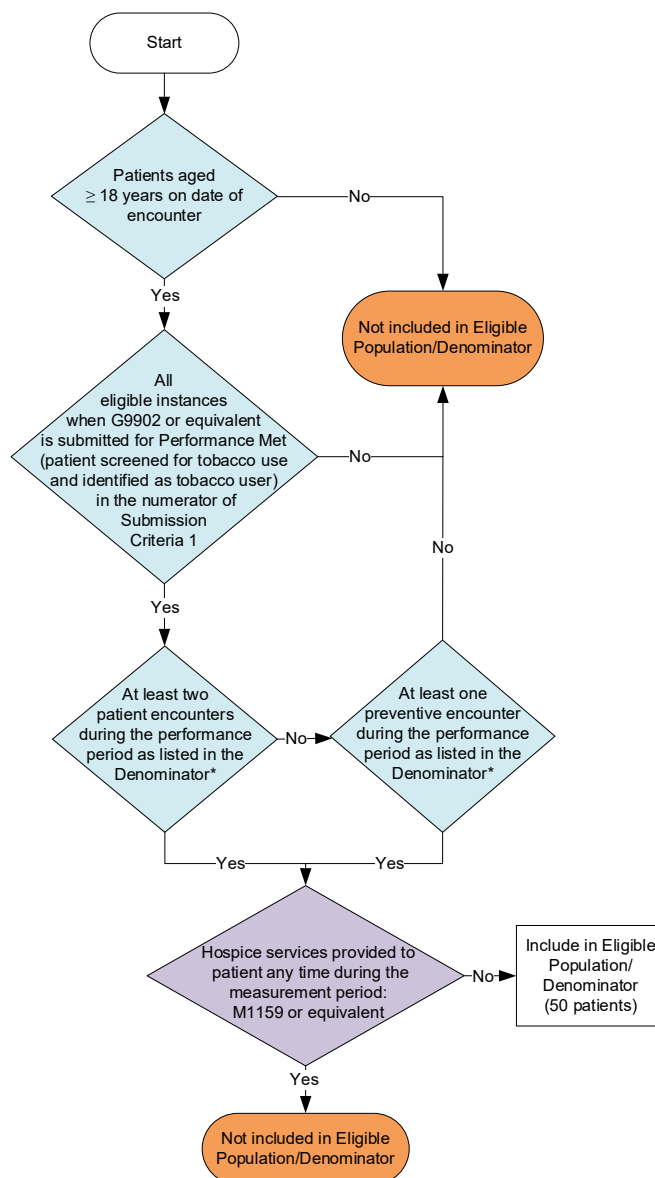 Start
Patients aged
≥ 18 years on date of
encounter
No
Yes
Not included in Eligible
Population/Denominator
All
eligible instances
when G9902 or equivalent
is submitted for Performance Met
(patient screened for tobacco use
and identified as tobacco user)
in the numerator of
Submission
Criteria 1
No
No
Yes
At least two
patient encounters
during the performance
period as listed in the
Denominator*
No
At least one
preventive encounter
during the performance
period as listed in the
Denominator*
Yes
Yes
Hospice services provided to
patient any time during the
measurement period:
M1159 or equivalent
No
Include in Eligible
Population/
Denominator
(50 patients)
Yes
Not included in Eligible
Population/Denominator